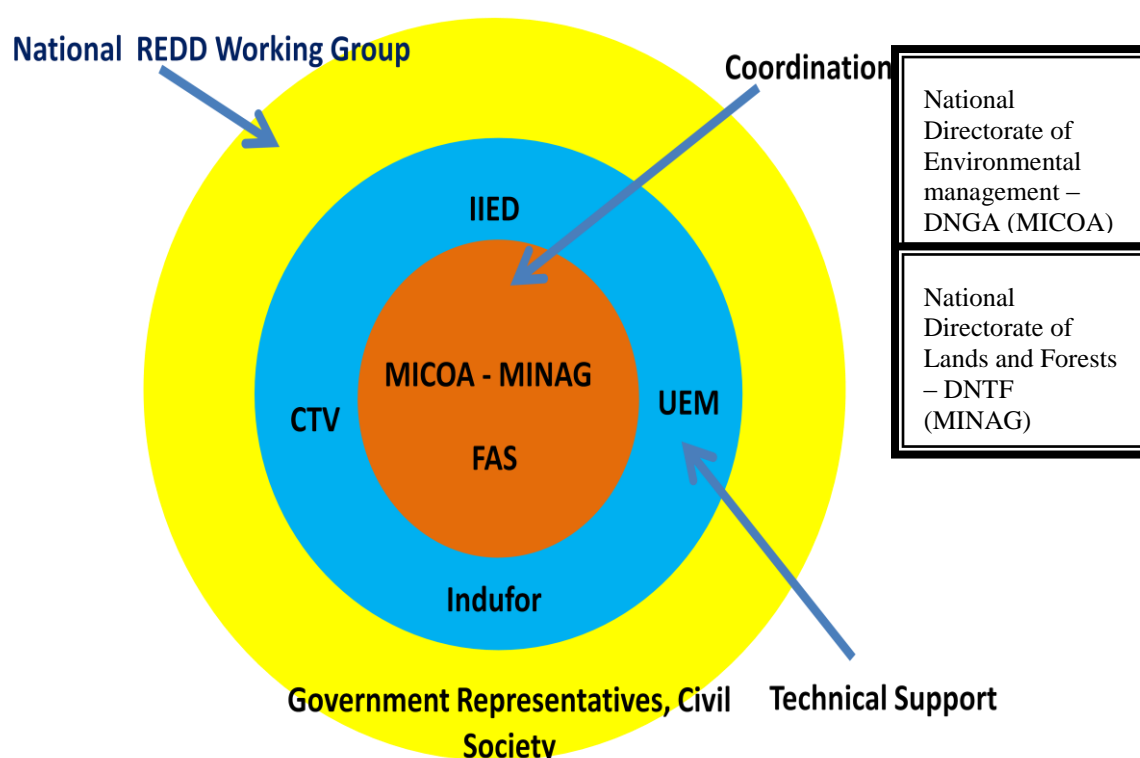 National REDD Working Group
Coordination
National
Directorate of
Environmental
management –
DNGA (MICOA)
National
Directorate of
Lands and Forests
– DNTF
(MINAG)
IIED
MICOA - MINAG
CTV
UEM
FAS
Indufor
Government Representatives, Civil
Society
Technical Support